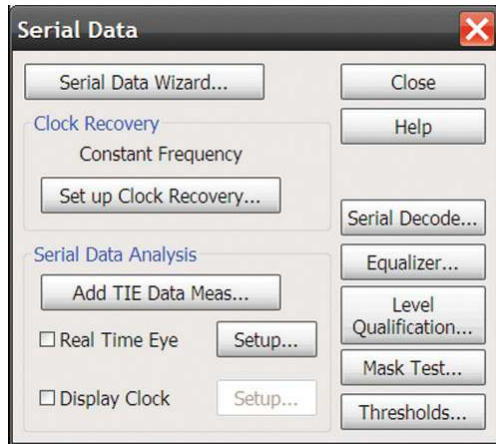 Serial Data
Serial Data Wizard...
Close
Clock Recovery
Help
Constant Frequency
Set up Clock Recovery...
Serial Decode...
Serial Data Analysis
Equalizer...
Add TIE Data Meas...
Level
Qualification...
Real Time Eye
Setup...
Mask Test...
Display Clock
Setup...
Thresholds...